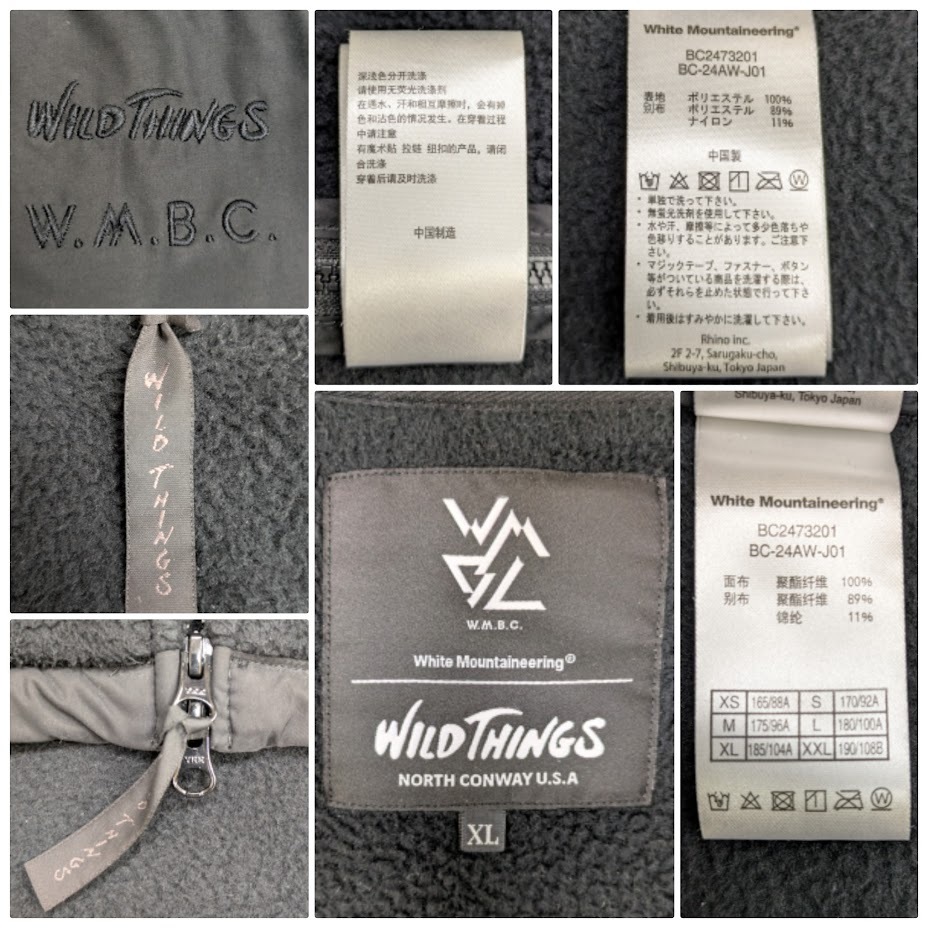 WILD THINGS
W.M.B.C.
深浅色分开洗涤
请使用无荧光洗涤剂
在遇水、汗和相互摩擦时，会有掉
色和沾色的情况发生。在穿着过程
中请注意
有魔术贴 拉链 纽扣的产品，请闭
合洗涤
穿着后请及时洗涤
中国制造
White Mountaineering®
BC2473201
BC-24AW-J01
表地 ポリエステル 100%
別布 ポリエステル 89%
ナイロン 11%
中国製
W
・単独で洗って下さい。
・無蛍光洗剤を使用して下さい。
・水や汗、摩擦等によって多少色落ちや
色移りすることがあります。ご注意下
さい。
・マジックテープ、ファスナー、ボタン
等がついている商品を洗濯する際は、
必ずそれらを止めた状態で行って下さ
い。
・着用後はすみやかに洗濯して下さい。
Rhino inc.
2F 2-7, Sarugaku-cho,
Shibuya-ku, Tokyo Japan
WILD THINGS
D THINGS
W.M.B.C.
White Mountaineering®
WILD THINGS
NORTH CONWAY U.S.A
XL
Shibuya-ku, Tokyo Japan
White Mountaineering®
BC2473201
BC-24AW-J01
面布 聚酯纤维 100%
别布 聚酯纤维 89%
锦纶 11%
XS 165/88A S 170/92A
M 175/96A L 180/100A
XL 185/104A XXL 190/108B
W